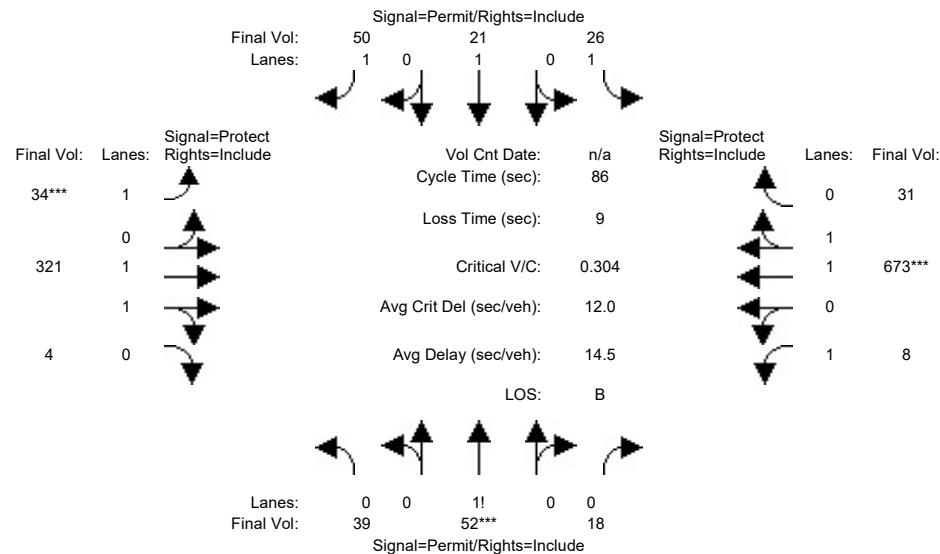 Signal=Permit/Rights=Include
Final Vol: 50 21 26
Lanes: 1 0 1 0 1
Signal=Protect
Final Vol: Lanes: Rights=Include
Vol Cnt Date: n/a
Signal=Protect
Rights=Include Lanes: Final Vol:
Cycle Time (sec): 86
34*** 1
0 31
Loss Time (sec): 9
0
1
321 1
Critical V/C: 0.304
1 673***
1
Avg Crit Del (sec/veh): 12.0
0
4 0
Avg Delay (sec/veh): 14.5
1 8
LOS: B
Lanes: 0 0 1! 0 0
Final Vol: 39 52*** 18
Signal=Permit/Rights=Include